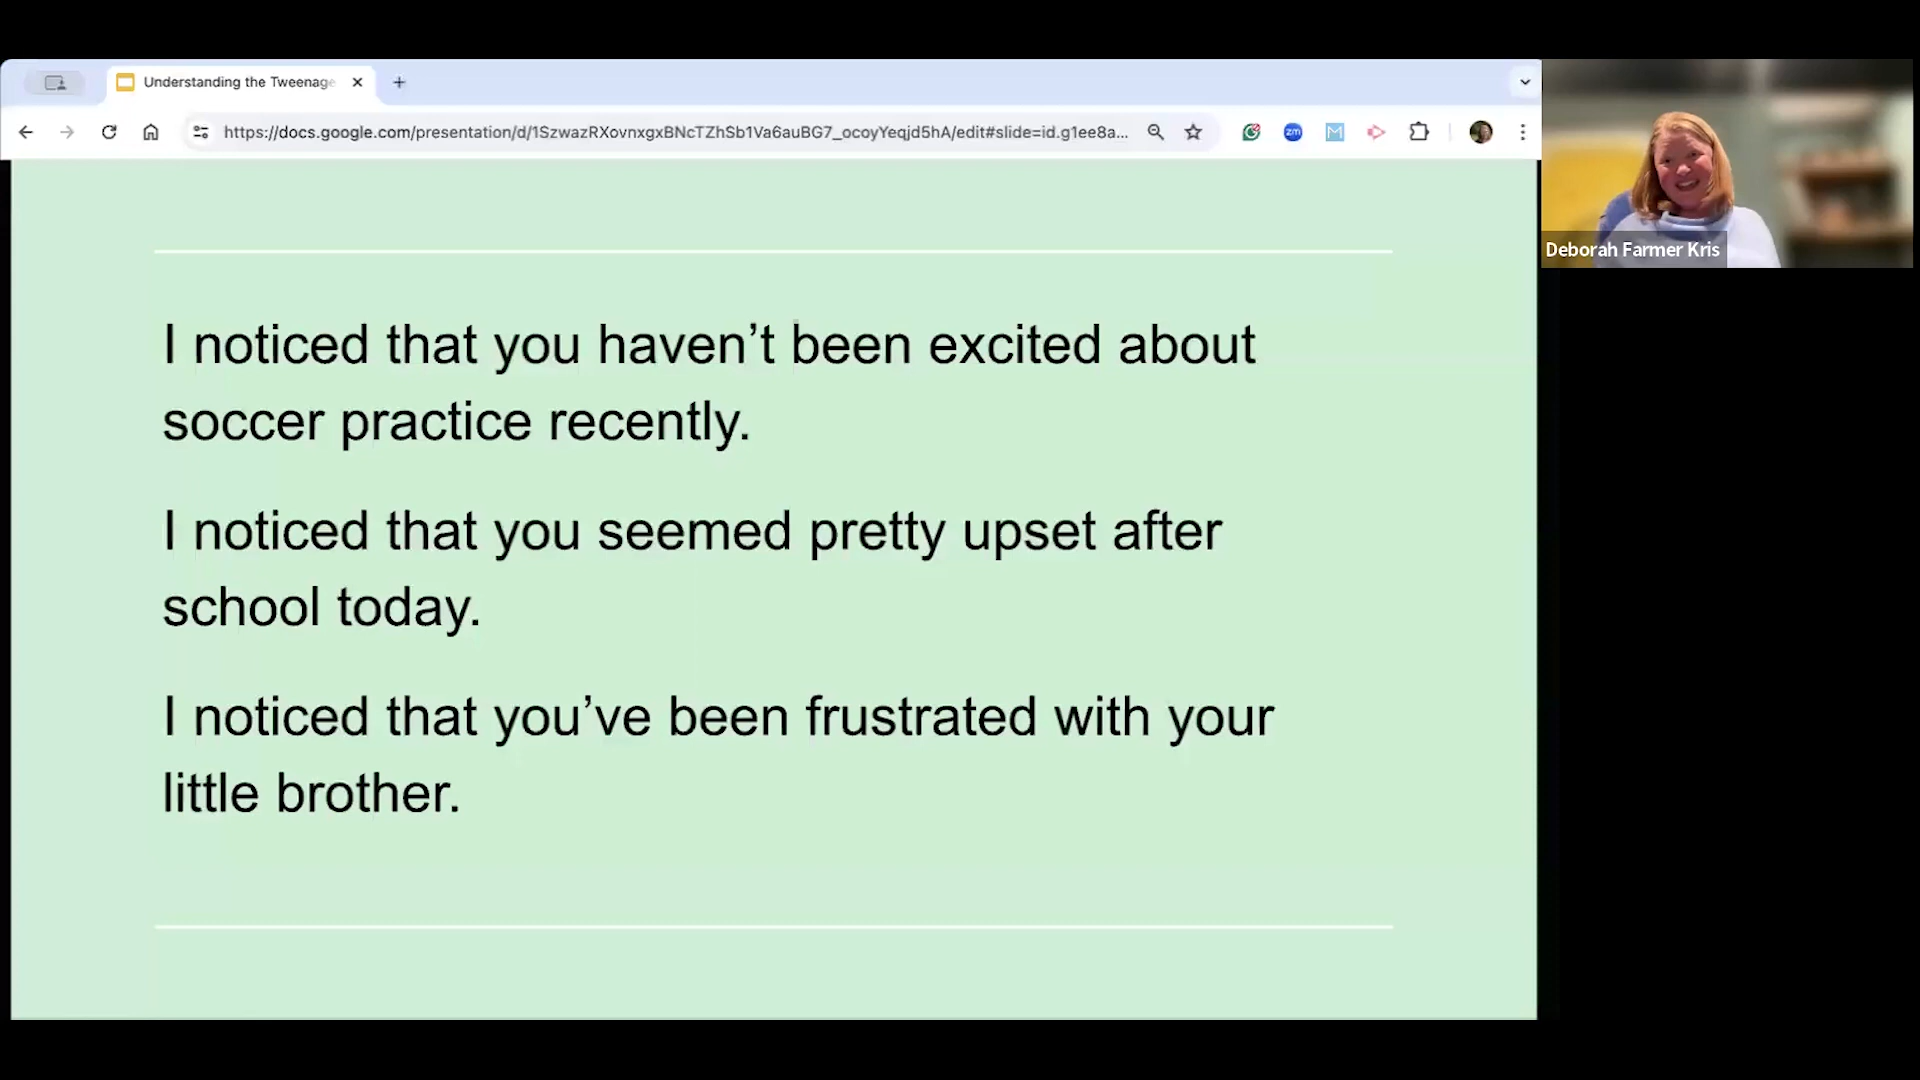 Understanding the Tweenage
https://docs.google.com/presentation/d/1SzwazRXovnxgxBNcTZhSb1Va6auBG7_ocoyYeqjd5hA/edit#slide=id.g1ee8a...
zm
M
Deborah Farmer Kris
I noticed that you haven’t been excited about
soccer practice recently.
I noticed that you seemed pretty upset after
school today.
I noticed that you’ve been frustrated with your
little brother.